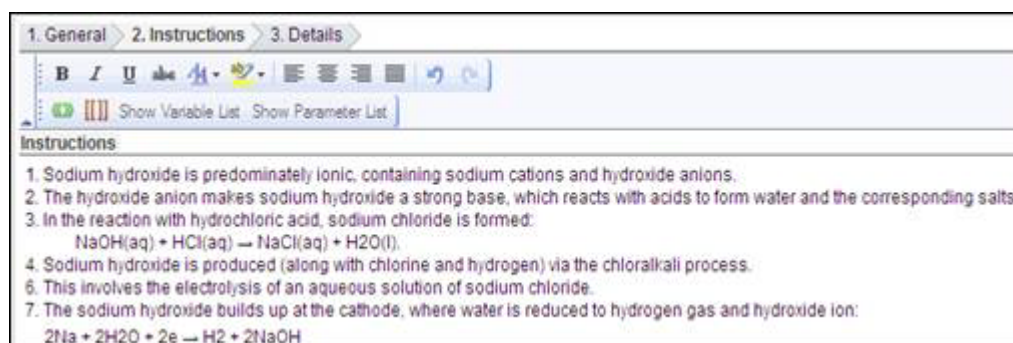 1. General 2. Instructions 3. Details
B I U abc A ab
Show Variable List Show Parameter List
Instructions
1. Sodium hydroxide is predominately ionic, containing sodium cations and hydroxide anions.
2. The hydroxide anion makes sodium hydroxide a strong base, which reacts with acids to form water and the corresponding salts
3. In the reaction with hydrochloric acid, sodium chloride is formed:
NaOH(aq) + HCl(aq) → NaCl(aq) + H2O(l).
4. Sodium hydroxide is produced (along with chlorine and hydrogen) via the chloralkali process.
6. This involves the electrolysis of an aqueous solution of sodium chloride.
7. The sodium hydroxide builds up at the cathode, where water is reduced to hydrogen gas and hydroxide ion:
2Na + 2H2O + 2e → H2 + 2NaOH